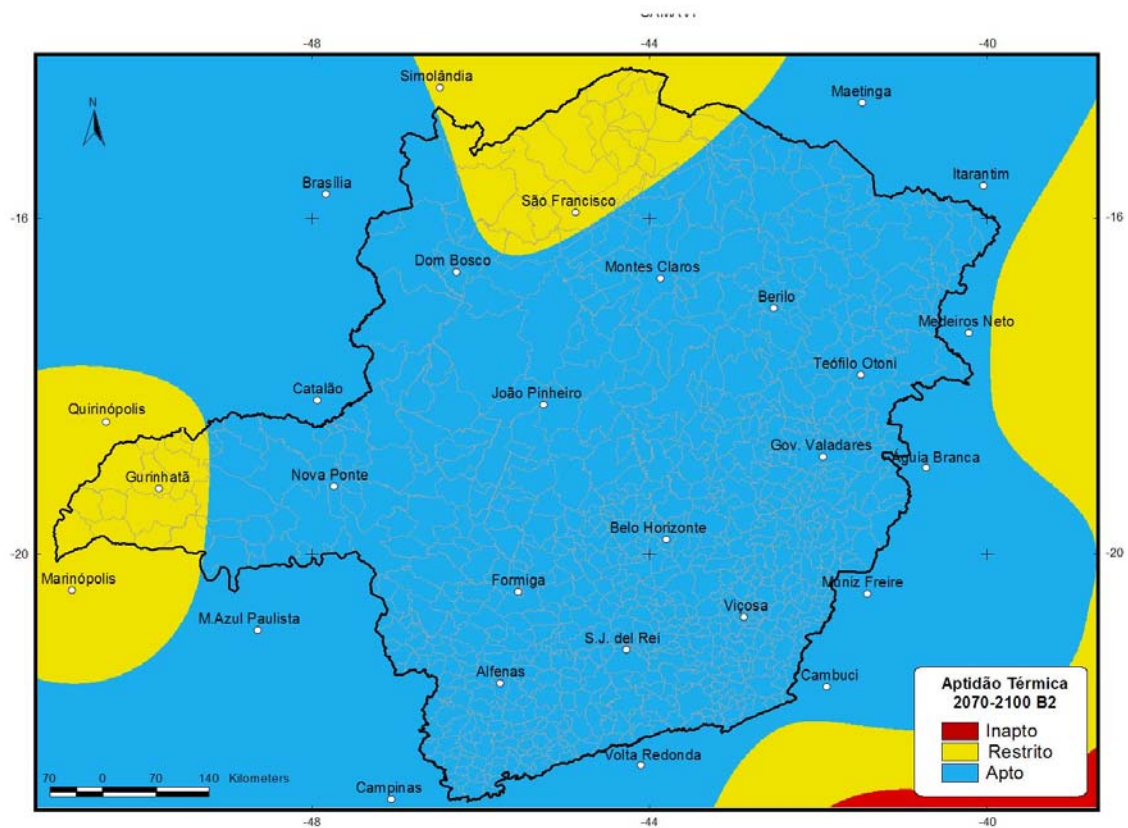 -48
-44
-40
Simolândia
Maetinga
N
Itarantim
Brasília
São Francisco
-16
-16
Dom Bosco
Montes Claros
Berilo
Medeiros Neto
Teófilo Otoni
Catalão
João Pinheiro
Quirinópolis
Gov. Valadares
Águia Branca
Gurinhatã
Nova Ponte
Belo Horizonte
-20
-20
Marinópolis
Formiga
Muniz Freire
Viçosa
M.Azul Paulista
S.J. del Rei
Alfenas
Cambuci
Aptidão Térmica
2070-2100 B2
Inapto
Restrito
Apto
Volta Redonda
70 0 70 140 Kilometers
Campinas
-48
-44
-40